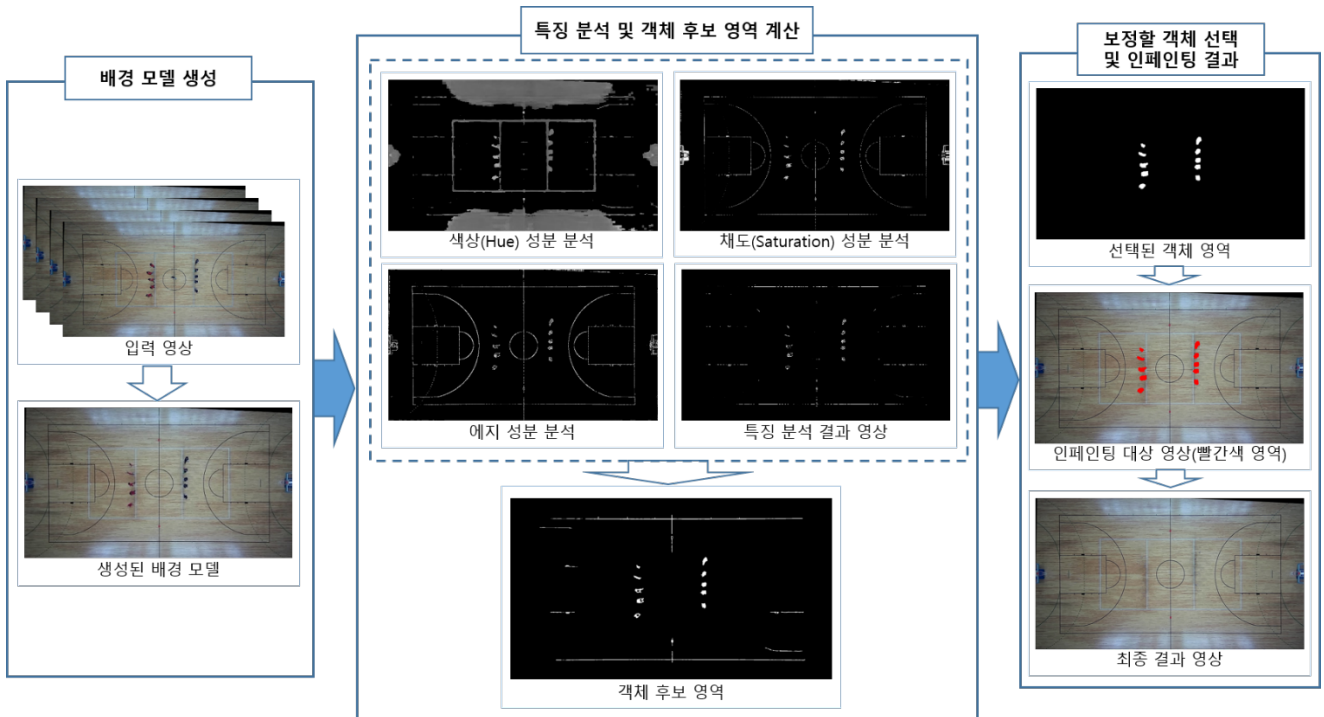 배경 모델 생성
입력 영상
생성된 배경 모델
특징 분석 및 객체 후보 영역 계산
색상(Hue) 성분 분석
채도(Saturation) 성분 분석
에지 성분 분석
특징 분석 결과 영상
객체 후보 영역
보정할 객체 선택
및 인페인팅 결과
선택된 객체 영역
인페인팅 대상 영상(빨간색 영역)
최종 결과 영상